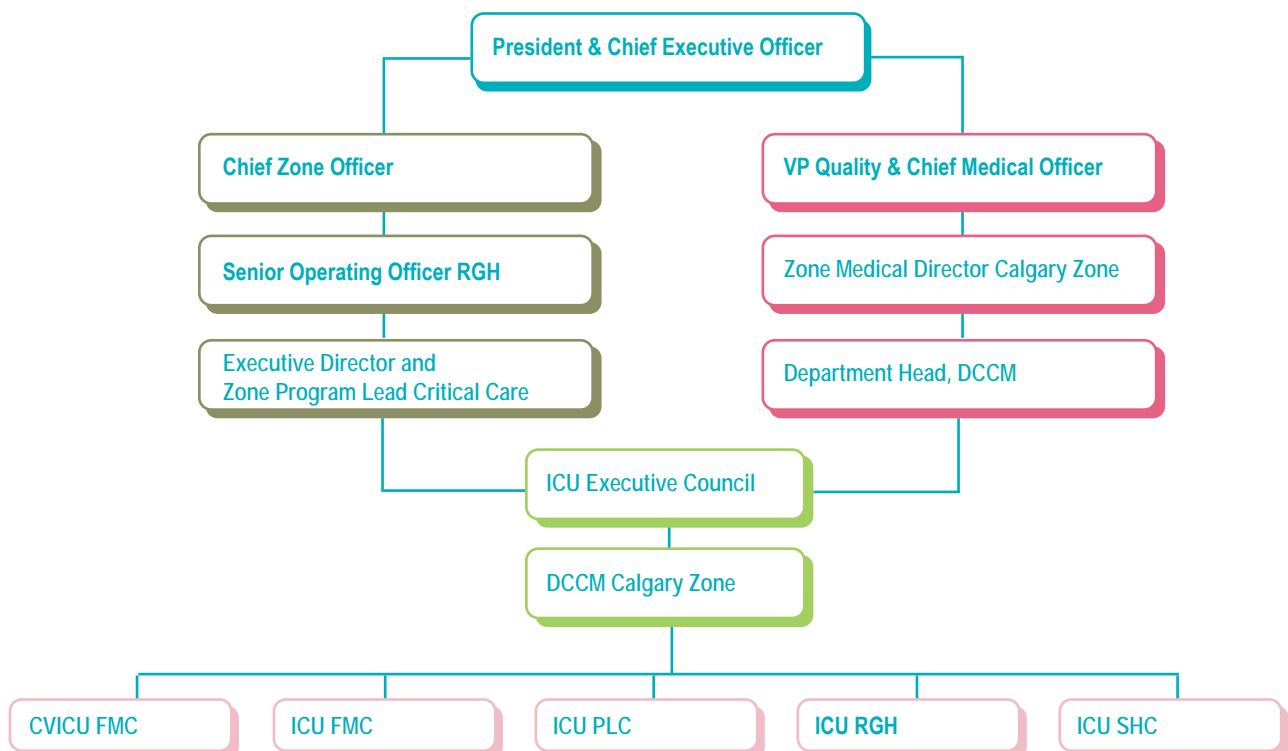 President & Chief Executive Officer
Chief Zone Officer
VP Quality & Chief Medical Officer
Senior Operating Officer RGH
Zone Medical Director Calgary Zone
Executive Director and
Zone Program Lead Critical Care
Department Head, DCCM
ICU Executive Council
DCCM Calgary Zone
CVICU FMC
ICU FMC
ICU PLC
ICU RGH
ICU SHC